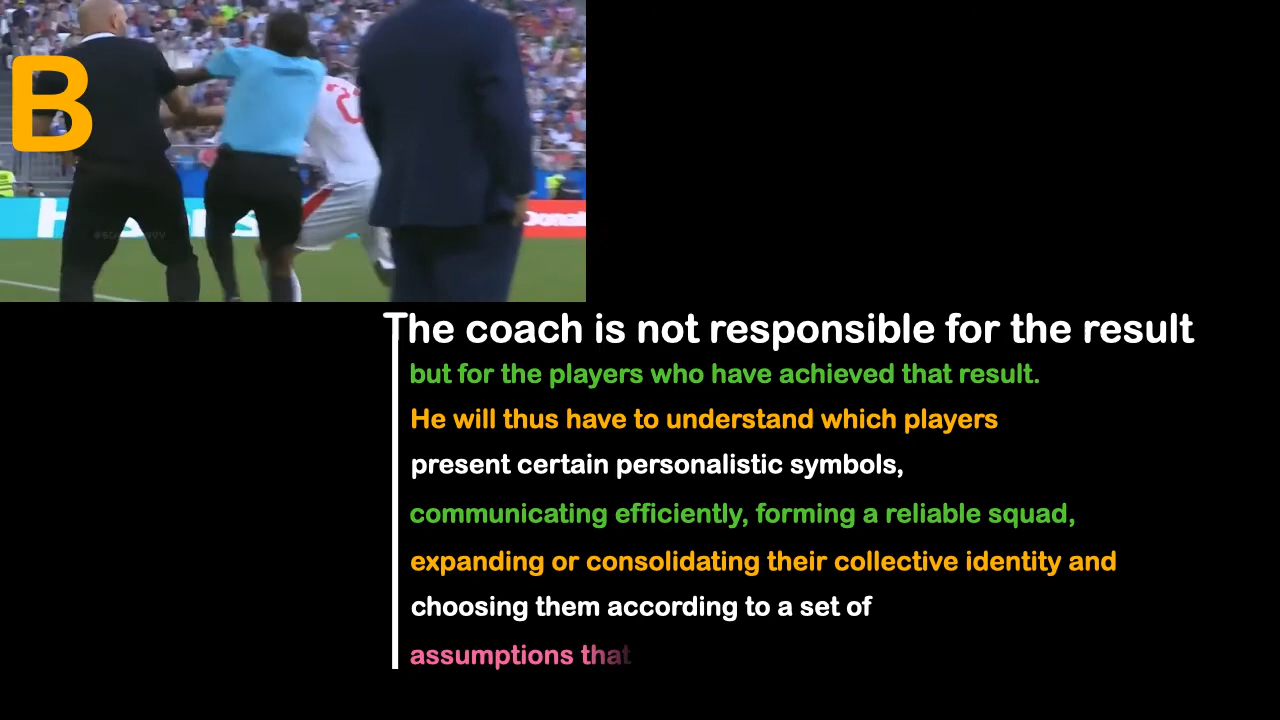 B
The coach is not responsible for the result
but for the players who have achieved that result.
He will thus have to understand which players
present certain personalistic symbols,
communicating efficiently, forming a reliable squad,
expanding or consolidating their collective identity and
choosing them according to a set of
assumptions that